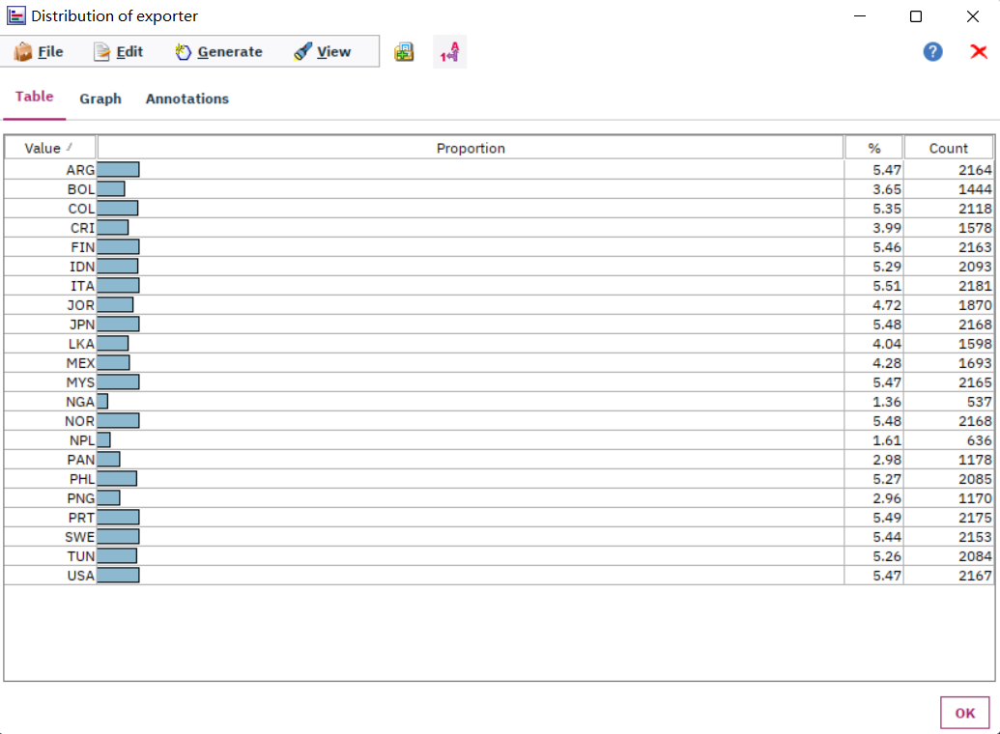 Distribution of exporter
File Edit Generate View
Table Graph Annotations
Value Proportion % Count
ARG 5.47 2164
BOL 3.65 1444
COL 5.35 2118
CRI 3.99 1578
FIN 5.46 2163
IDN 5.29 2093
ITA 5.51 2181
JOR 4.72 1870
JPN 5.48 2168
LKA 4.04 1598
MEX 4.28 1693
MYS 5.47 2165
NGA 1.36 537
NOR 5.48 2168
NPL 1.61 636
PAN 2.98 1178
PHL 5.27 2085
PNG 2.96 1170
PRT 5.49 2175
SWE 5.44 2153
TUN 5.26 2084
USA 5.47 2167
OK